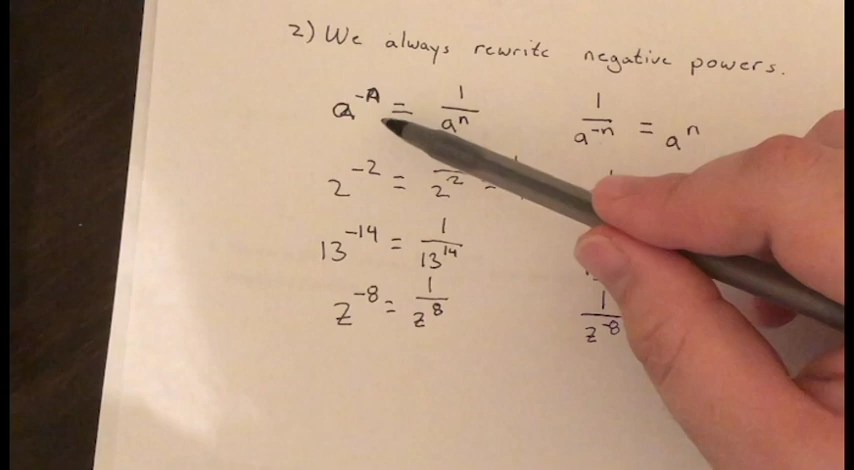 2) We always rewrite negative powers.
a^-n = 1/a^n 1/a^-n = a^n
2^-2 = /2^2 =
13^-14 = 1/13^14
z^-8 = 1/z^8 1/z^-8